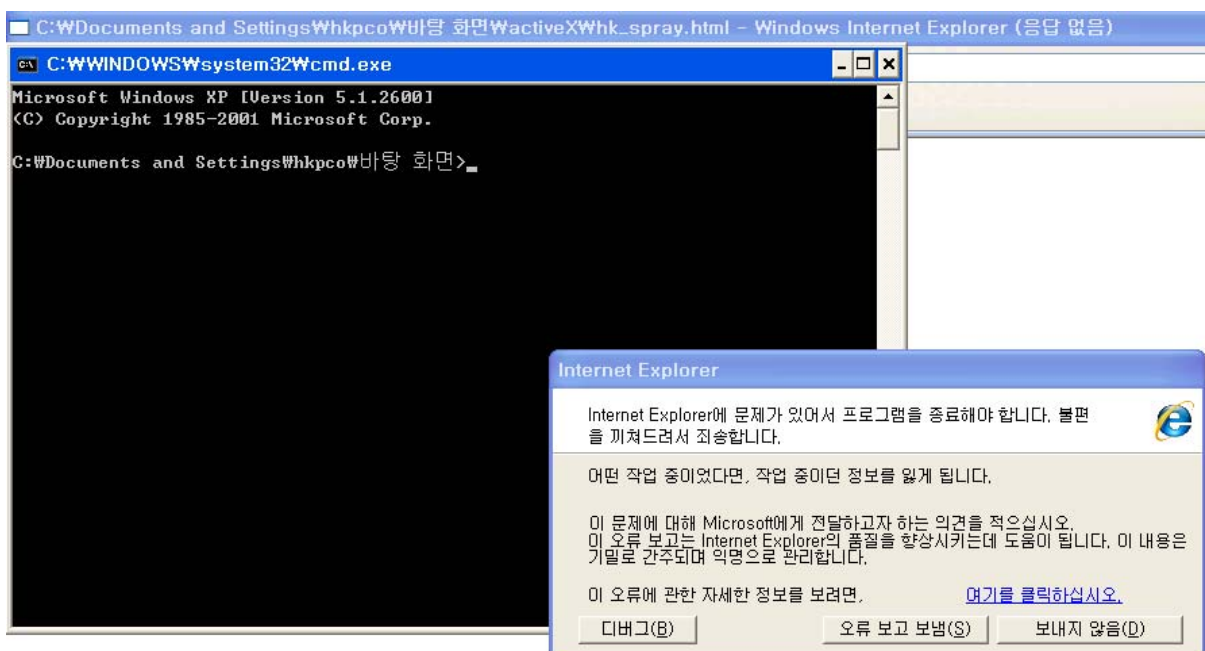 C:₩Documents and Settings₩hkpco₩바탕 화면₩activeX₩hk_spray.html - Windows Internet Explorer (응답 없음)
C:₩WINDOWS₩system32₩cmd.exe
Microsoft Windows XP [Version 5.1.2600]
(C) Copyright 1985-2001 Microsoft Corp.
C:₩Documents and Settings₩hkpco₩바탕 화면>_
Internet Explorer
Internet Explorer에 문제가 있어서 프로그램을 종료해야 합니다. 불편
을 끼쳐드려서 죄송합니다.
어떤 작업 중이었다면, 작업 중이던 정보를 잃게 됩니다.
이 문제에 대해 Microsoft에게 전달하고자 하는 의견을 적으십시오.
이 오류 보고는 Internet Explorer의 품질을 향상시키는데 도움이 됩니다. 이 내용은
기밀로 간주되며 익명으로 관리합니다.
이 오류에 관한 자세한 정보를 보려면, 여기를 클릭하십시오.
디버그(B) 오류 보고 보냄(S) 보내지 않음(D)